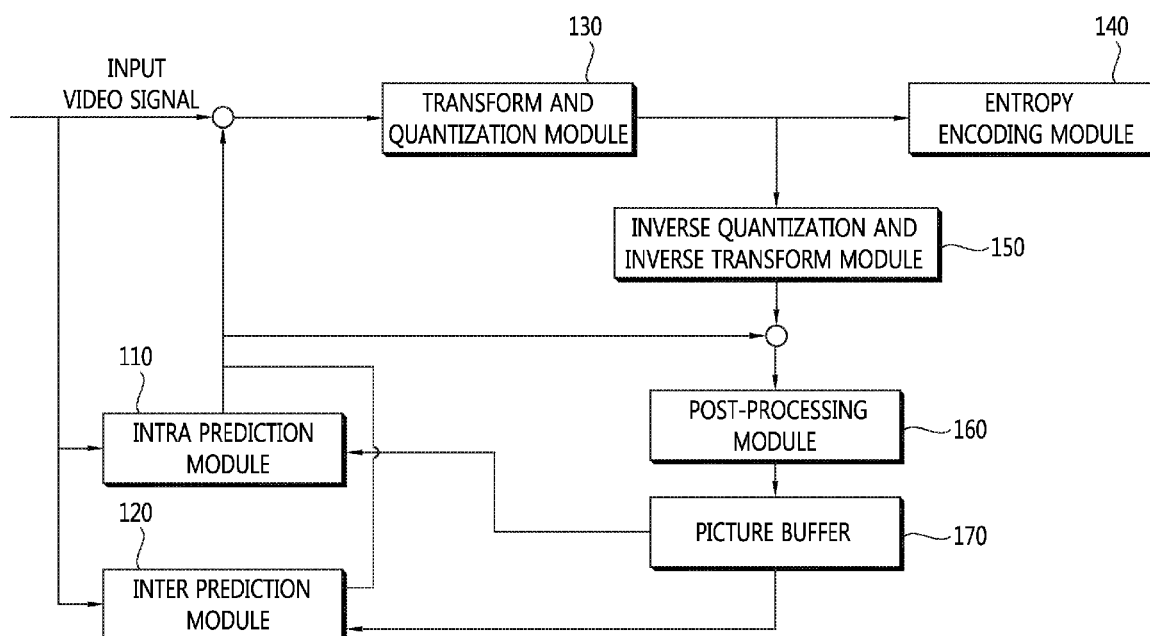 130
140
INPUT
VIDEO SIGNAL
TRANSFORM AND
QUANTIZATION MODULE
ENTROPY
ENCODING MODULE
INVERSE QUANTIZATION AND
INVERSE TRANSFORM MODULE
150
110
INTRA PREDICTION
MODULE
POST-PROCESSING
MODULE
160
120
PICTURE BUFFER
170
INTER PREDICTION
MODULE